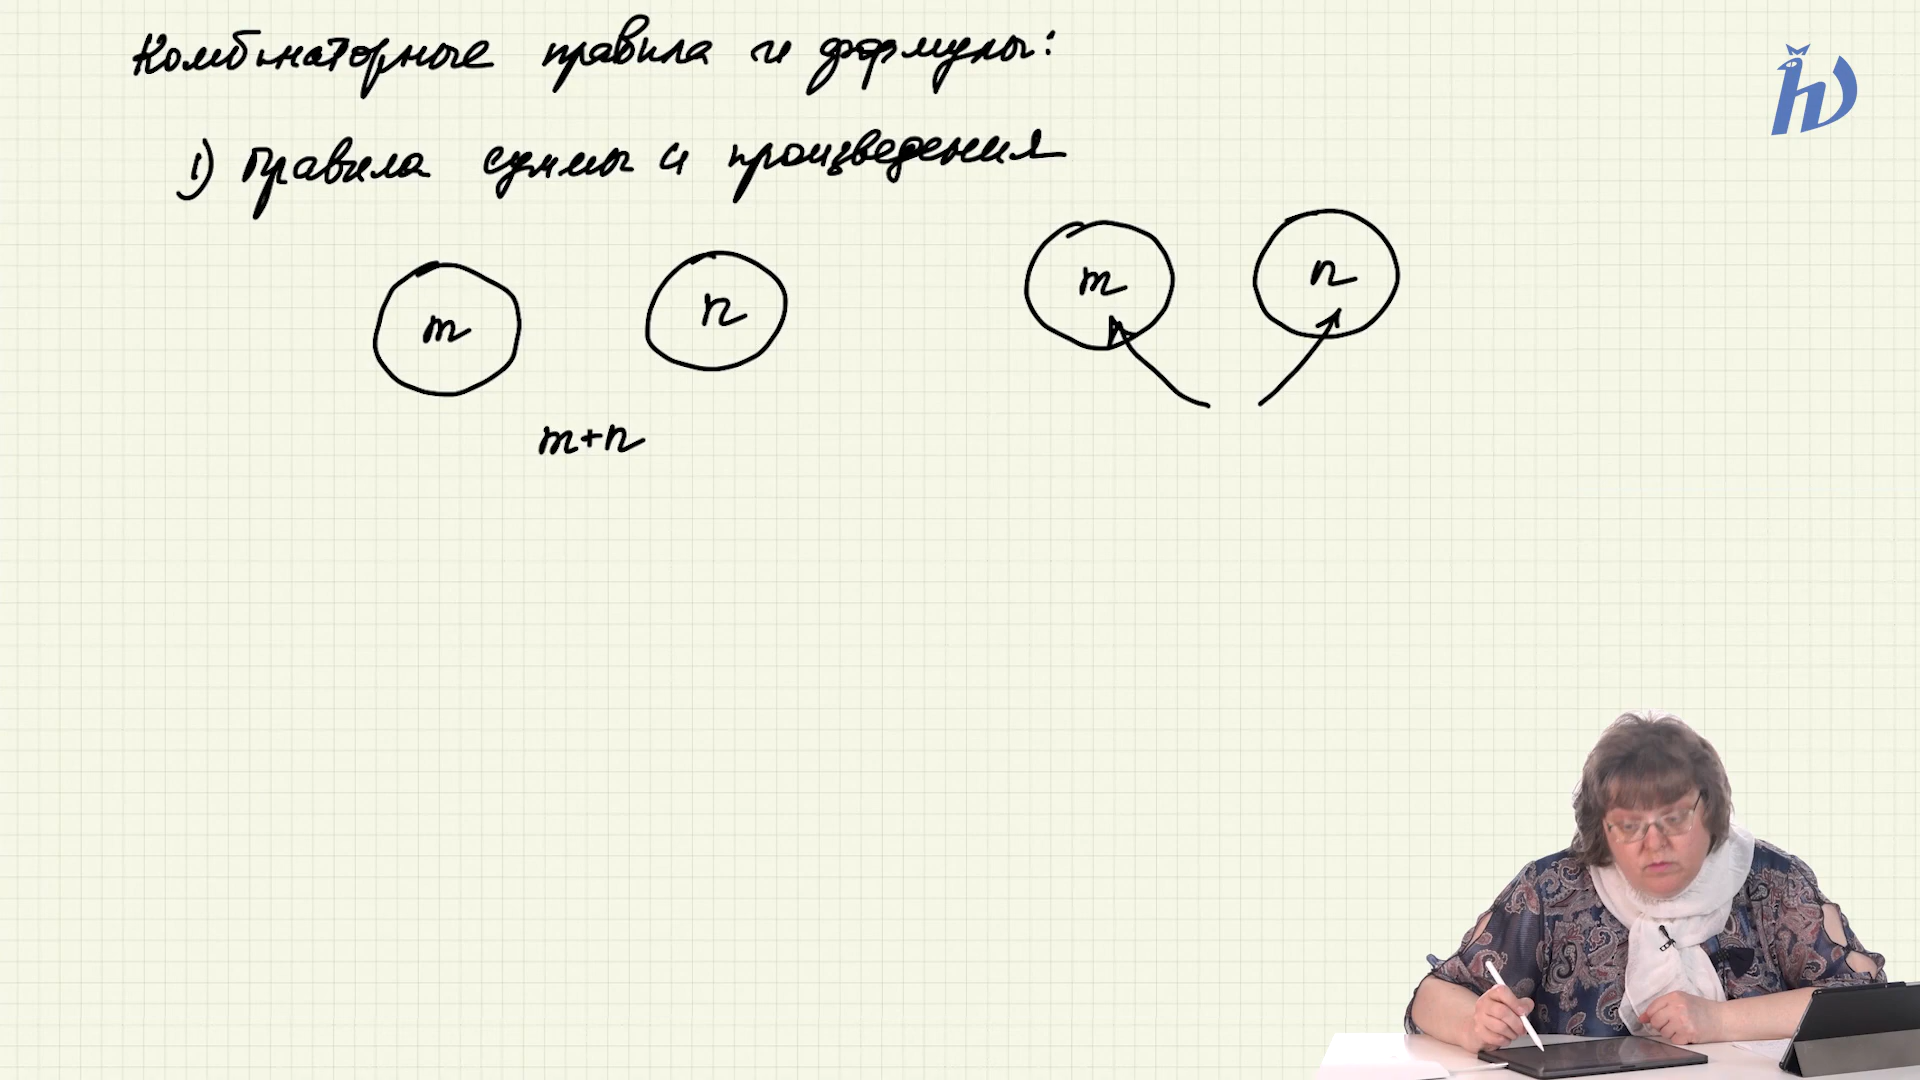 Комбинаторные правила и формулы:
1) Правила суммы и произведения
m n
m n
m+n